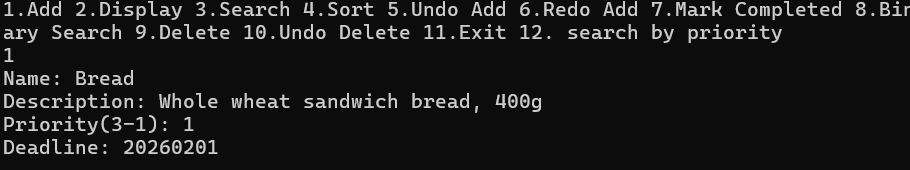 1.Add 2.Display 3.Search 4.Sort 5.Undo Add 6.Redo Add 7.Mark Completed 8.Bin
ary Search 9.Delete 10.Undo Delete 11.Exit 12. search by priority
1
Name: Bread
Description: Whole wheat sandwich bread, 400g
Priority(3-1): 1
Deadline: 20260201